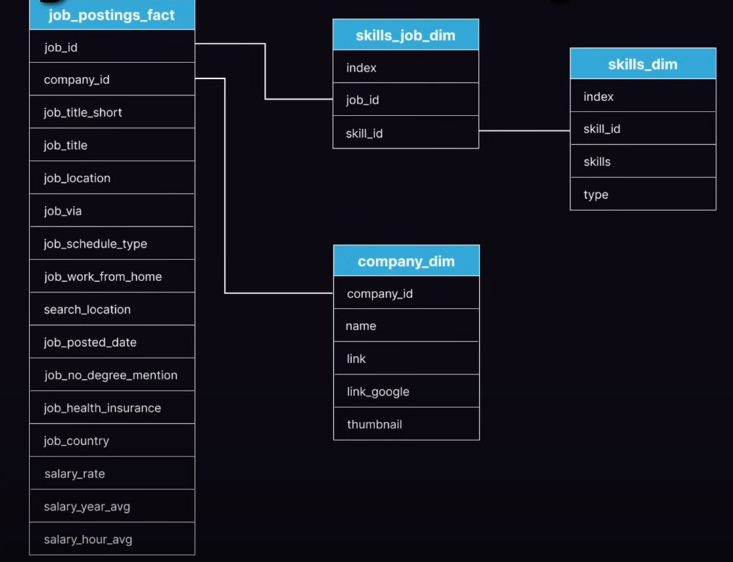 job_postings_fact
job_id
company_id
job_title_short
job_title
job_location
job_via
job_schedule_type
job_work_from_home
search_location
job_posted_date
job_no_degree_mention
job_health_insurance
job_country
salary_rate
salary_year_avg
salary_hour_avg
skills_job_dim
index
job_id
skill_id
skills_dim
index
skill_id
skills
type
company_dim
company_id
name
link
link_google
thumbnail